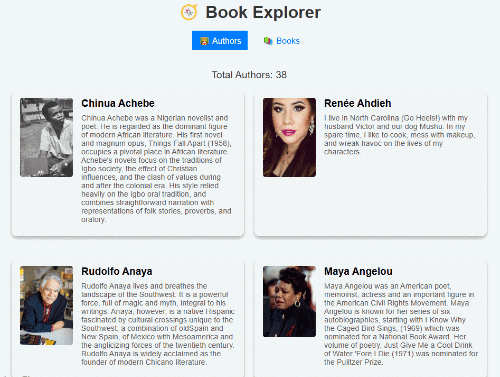 Book Explorer
Authors
Books
Total Authors: 38
Chinua Achebe
Chinua Achebe was a Nigerian novelist and
poet. He is regarded as the dominant figure
of modern African literature. His first novel
and magnum opus, Things Fall Apart (1958),
occupies a pivotal place in African literature.
Achebe's novels focus on the traditions of
Igbo society, the effect of Christian
influences, and the clash of values during
and after the colonial era. His style relied
heavily on the Igbo oral tradition, and
combines straightforward narration with
representations of folk stories, proverbs, and
oratory.
Renée Ahdieh
I live in North Carolina (Go Heels!) with my
husband Victor and our dog Mushu. In my
spare time, I like to cook, mess with makeup,
and wreak havoc on the lives of my
characters.
Rudolfo Anaya
Rudolfo Anaya lives and breathes the
landscape of the Southwest. It is a powerful
force, full of magic and myth, integral to his
writings. Anaya, however, is a native Hispanic
fascinated by cultural crossings unique to the
Southwest, a combination of oldSpain and
New Spain, of Mexico with Mesoamerica and
the anglicizing forces of the twentieth century.
Rudolfo Anaya is widely acclaimed as the
founder of modern Chicano literature.
Maya Angelou
Maya Angelou was an American poet,
memoirist, actress and an important figure in
the American Civil Rights Movement. Maya
Angelou is known for her series of six
autobiographies, starting with I Know Why
the Caged Bird Sings, (1969) which was
nominated for a National Book Award. Her
volume of poetry, Just Give Me a Cool Drink
of Water 'Fore I Die (1971) was nominated for
the Pulitzer Prize.